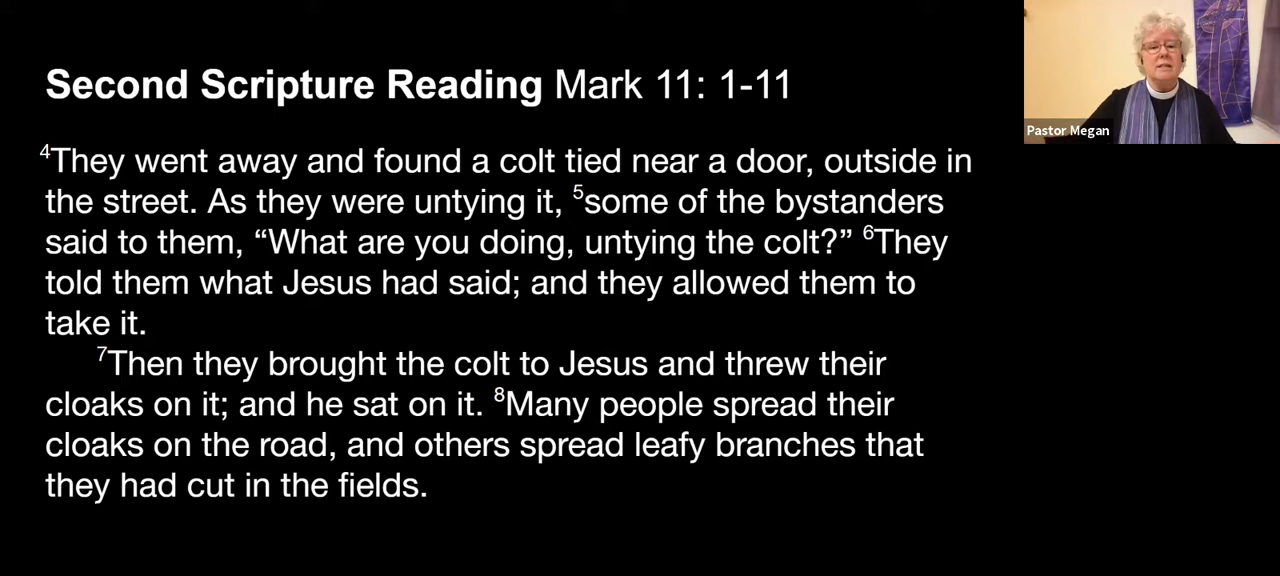 Second Scripture Reading Mark 11: 1-11
⁴They went away and found a colt tied near a door, outside in
the street. As they were untying it, ⁵some of the bystanders
said to them, “What are you doing, untying the colt?” ⁶They
told them what Jesus had said; and they allowed them to
take it.
⁷Then they brought the colt to Jesus and threw their
cloaks on it; and he sat on it. ⁸Many people spread their
cloaks on the road, and others spread leafy branches that
they had cut in the fields.
Pastor Megan